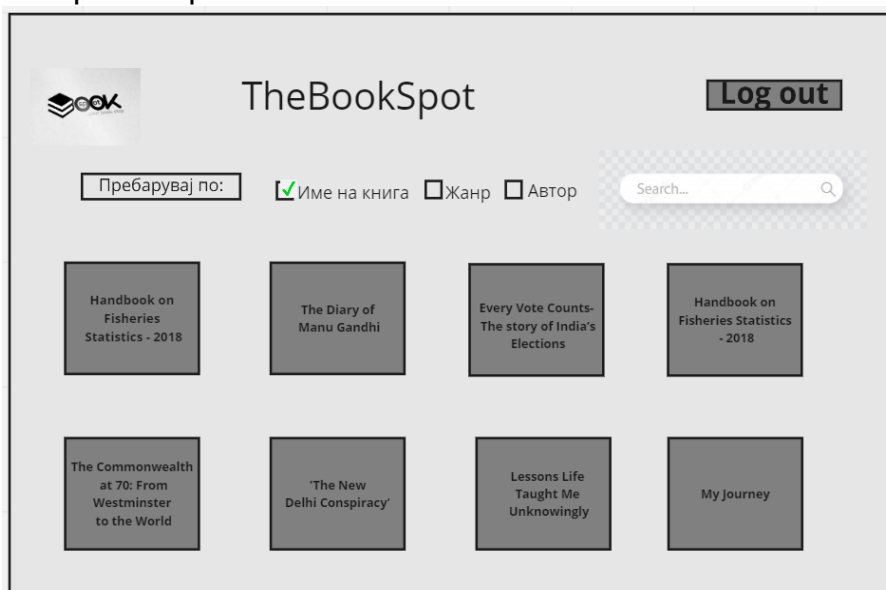 TheBookSpot
Log out
Пребарувај по:
Име на книга
Жанр
Автор
Search...
Handbook on
Fisheries
Statistics - 2018
The Diary of
Manu Gandhi
Every Vote Counts-
The story of India's
Elections
Handbook on
Fisheries Statistics
- 2018
The Commonwealth
at 70: From
Westminster
to the World
'The New
Delhi Conspiracy'
Lessons Life
Taught Me
Unknowingly
My Journey